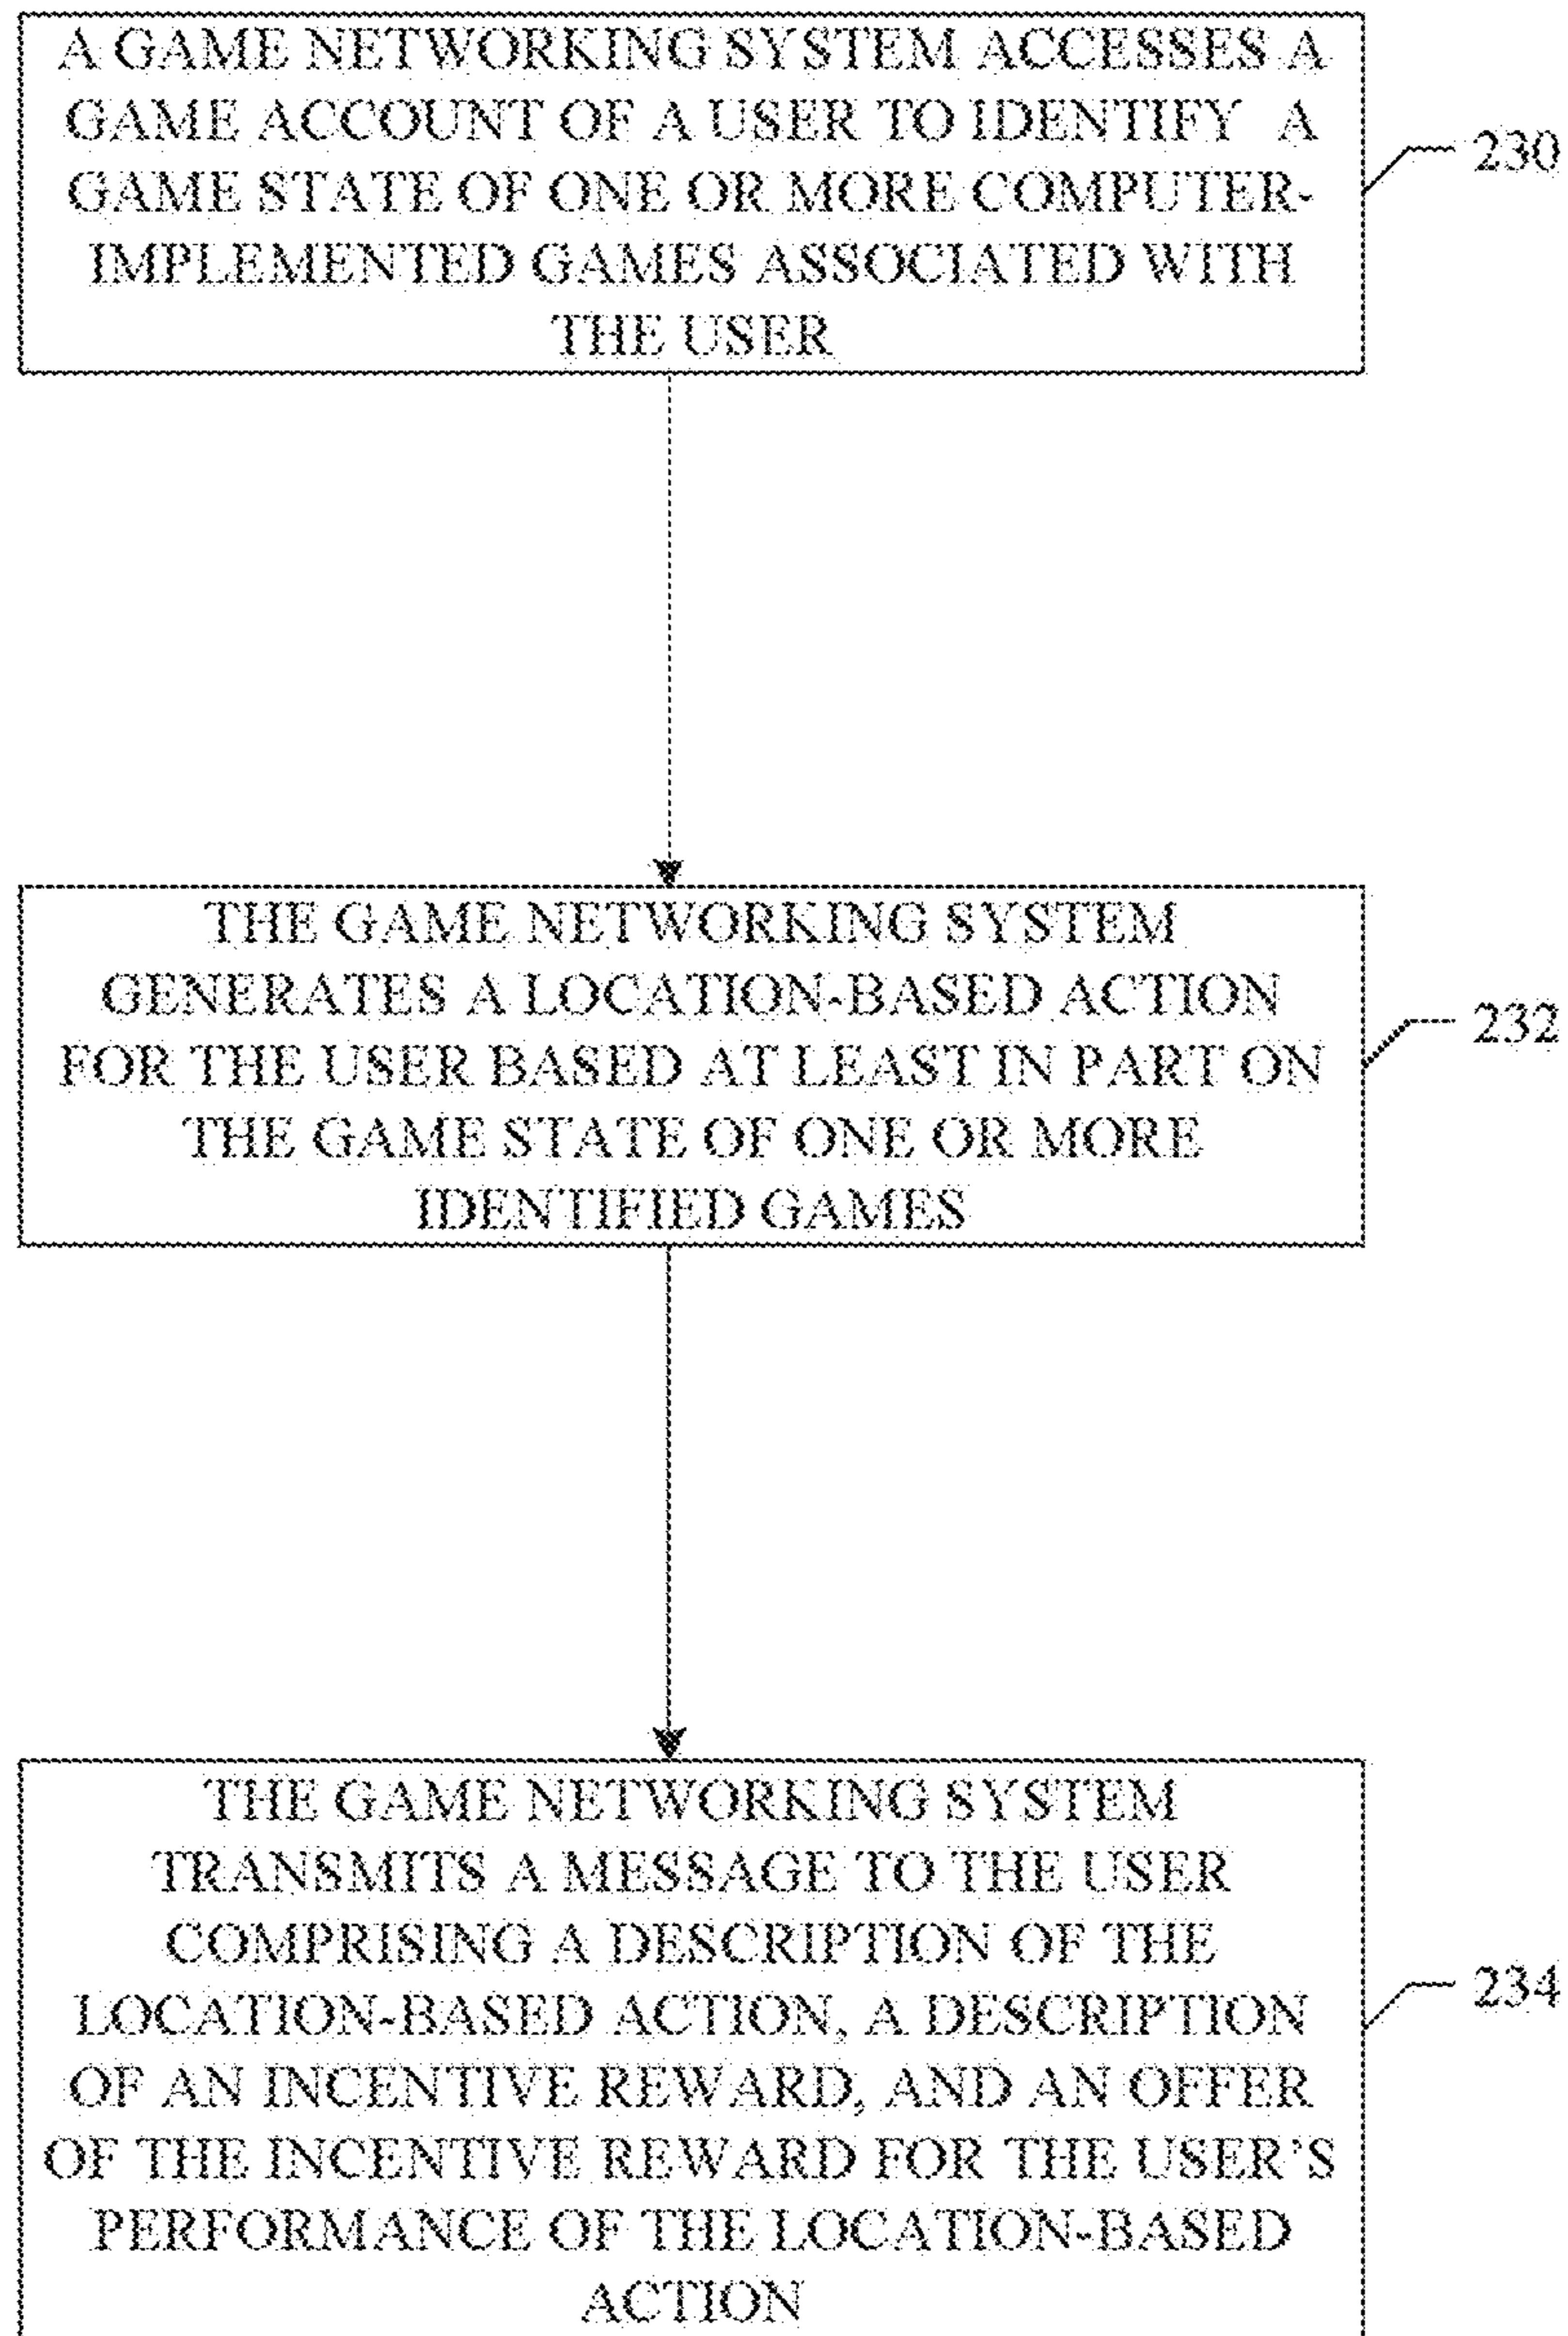 A GAME NETWORKING SYSTEM ACCESSES A
GAME ACCOUNT OF A USER TO IDENTIFY A
GAME STATE OF ONE OR MORE COMPUTER-
IMPLEMENTED GAMES ASSOCIATED WITH
THE USER
230
THE GAME NETWORKING SYSTEM
GENERATES A LOCATION-BASED ACTION
FOR THE USER BASED AT LEAST IN PART ON
THE GAME STATE OF ONE OR MORE
IDENTIFIED GAMES
232
THE GAME NETWORKING SYSTEM
TRANSMITS A MESSAGE TO THE USER
COMPRISING A DESCRIPTION OF THE
LOCATION-BASED ACTION, A DESCRIPTION
OF AN INCENTIVE REWARD, AND AN OFFER
OF THE INCENTIVE REWARD FOR THE USER’S
PERFORMANCE OF THE LOCATION-BASED
ACTION
234